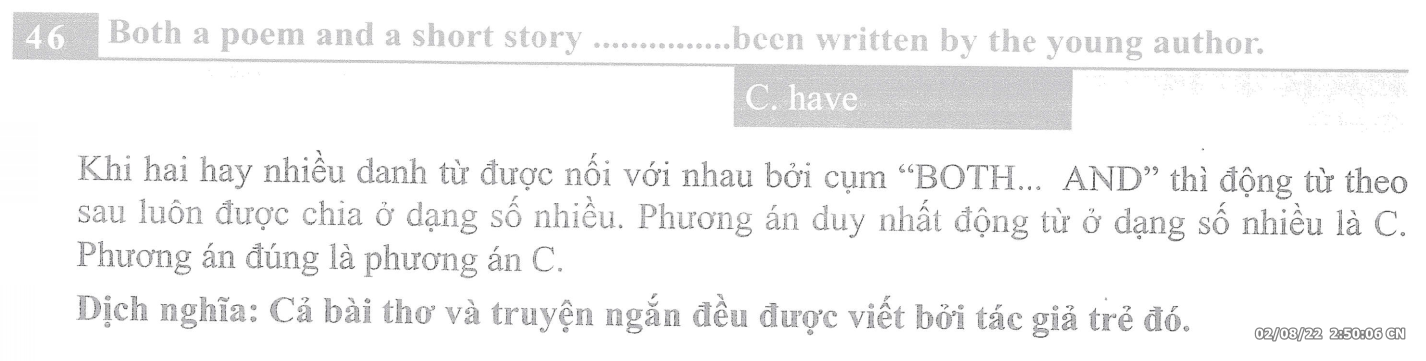 46 Both a poem and a short story ...............been written by the young author.
C. have
Khi hai hay nhiều danh từ được nối với nhau bởi cụm “BOTH... AND” thì động từ theo
sau luôn được chia ở dạng số nhiều. Phương án duy nhất động từ ở dạng số nhiều là C.
Phương án đúng là phương án C.
Dịch nghĩa: Cả bài thơ và truyện ngắn đều được viết bởi tác giả trẻ đó.
02/08/22 2:50:06 CN